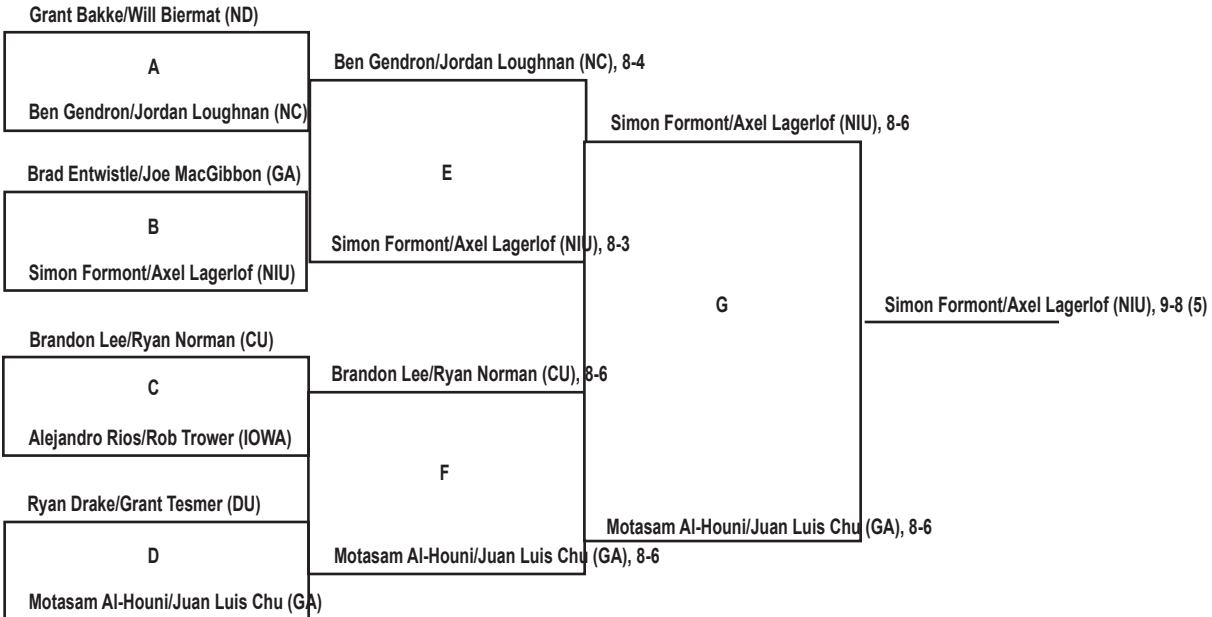 Grant Bakke/Will Biermat (ND)
A
Ben Gendron/Jordan Loughnan (NC)
Brad Entwistle/Joe MacGibbon (GA)
B
Simon Formont/Axel Lagerlof (NIU)
Brandon Lee/Ryan Norman (CU)
C
Alejandro Rios/Rob Trower (IOWA)
Ryan Drake/Grant Tesmer (DU)
D
Motasam Al-Houni/Juan Luis Chu (GA)
Ben Gendron/Jordan Loughnan (NC), 8-4
E
Simon Formont/Axel Lagerlof (NIU), 8-3
Brandon Lee/Ryan Norman (CU), 8-6
F
Motasam Al-Houni/Juan Luis Chu (GA), 8-6
Simon Formont/Axel Lagerlof (NIU), 8-6
G
Motasam Al-Houni/Juan Luis Chu (GA), 8-6
Simon Formont/Axel Lagerlof (NIU), 9-8 (5)